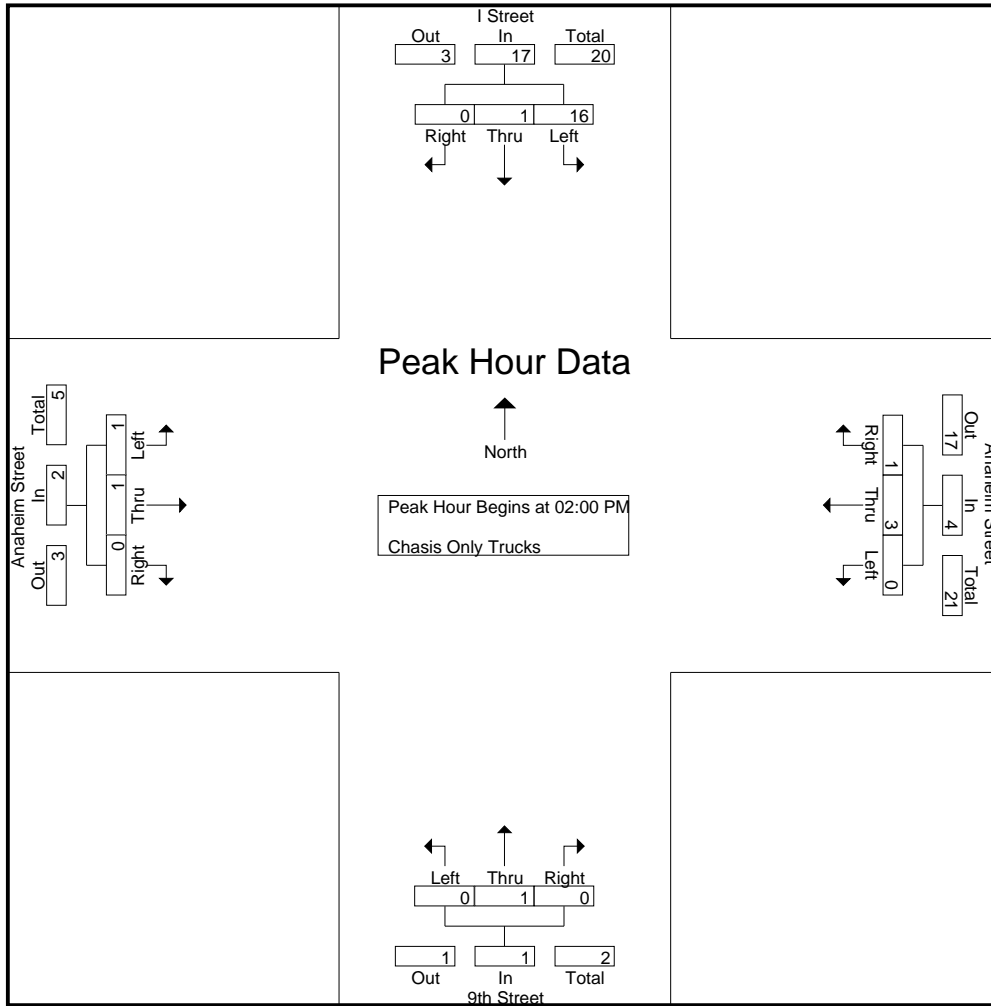 I Street
Out In Total
3 17 20
0 1 16
Right Thru Left
Peak Hour Data
North
Peak Hour Begins at 02:00 PM
Chasis Only Trucks
Anaheim Street
Total In Out
5 2 3
1 1 0
Left Thru Right
Anaheim Street
Out In Total
17 4 21
1 3 0
Right Thru Left
Left Thru Right
0 1 0
1 1 2
Out In Total
9th Street